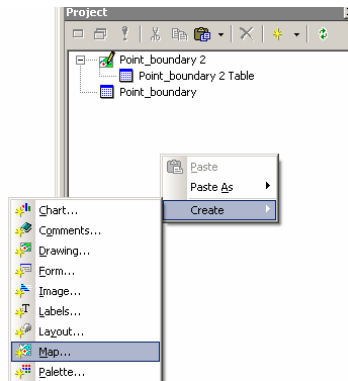 Project
Point_boundary 2
Point_boundary 2 Table
Point_boundary
Paste
Paste As
Create
Chart...
Comments...
Drawing...
Form...
Image...
Labels...
Layout...
Map...
Palette...